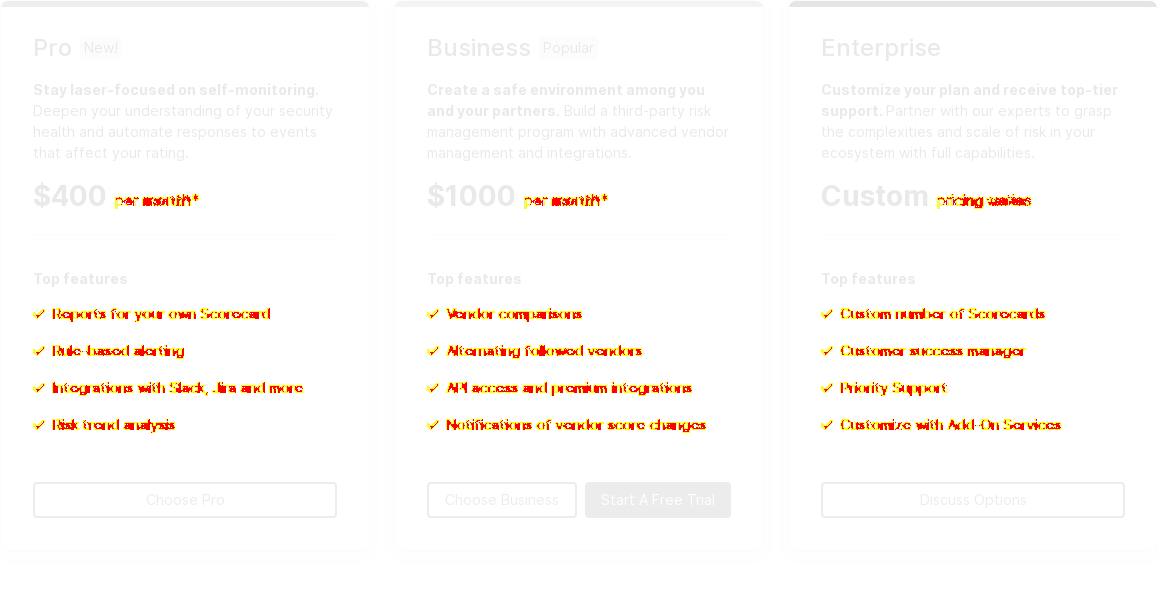 Pro New!
Stay laser-focused on self-monitoring.
Deepen your understanding of your security
health and automate responses to events
that affect your rating.
$400 per month*
Top features
✓ Reports for your own Scorecard
✓ Rule-based alerting
✓ Integrations with Slack, Jira and more
✓ Risk trend analysis
Choose Pro
Business Popular
Create a safe environment among you
and your partners. Build a third-party risk
management program with advanced vendor
management and integrations.
$1000 per month*
Top features
✓ Vendor comparisons
✓ Alternating followed vendors
✓ API access and premium integrations
✓ Notifications of vendor score changes
Choose Business
Start A Free Trial
Enterprise
Customize your plan and receive top-tier
support. Partner with our experts to grasp
the complexities and scale of risk in your
ecosystem with full capabilities.
Custom pricing varies
Top features
✓ Custom number of Scorecards
✓ Customer success manager
✓ Priority Support
✓ Customize with Add-On Services
Discuss Options